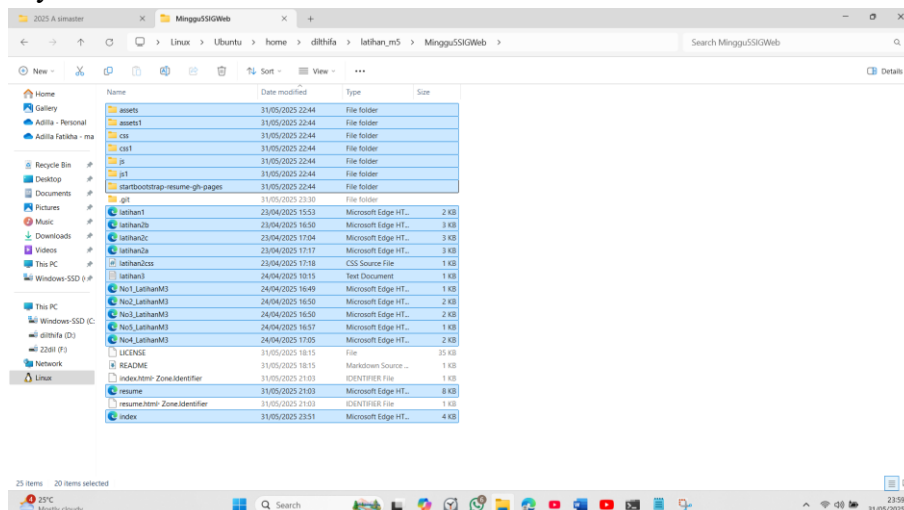 2025 A simaster
Minggu5SIGWeb
Linux > Ubuntu > home > dilthifa > latihan_m5 > Minggu5SIGWeb >
Search Minggu5SIGWeb
New
Sort
View
Details
Home
Gallery
Adilla - Personal
Adilla Fatikha - ma
Recycle Bin
Desktop
Documents
Pictures
Music
Downloads
Videos
This PC
Windows-SSD (
This PC
Windows-SSD (C:
dilthifa (D:)
22dil (F:)
Network
Linux
Name Date modified Type Size
assets 31/05/2025 22:44 File folder
assets1 31/05/2025 22:44 File folder
css 31/05/2025 22:44 File folder
css1 31/05/2025 22:44 File folder
js 31/05/2025 22:44 File folder
js1 31/05/2025 22:44 File folder
startbootstrap-resume-gh-pages 31/05/2025 22:44 File folder
.git 31/05/2025 23:30 File folder
latihan1 23/04/2025 15:53 Microsoft Edge HT... 2 KB
latihan2b 23/04/2025 16:50 Microsoft Edge HT... 3 KB
latihan2c 23/04/2025 17:04 Microsoft Edge HT... 3 KB
latihan2a 23/04/2025 17:17 Microsoft Edge HT... 3 KB
latihan2css 23/04/2025 17:18 CSS Source File 1 KB
latihan3 24/04/2025 10:15 Text Document 1 KB
No1_LatihanM3 24/04/2025 16:49 Microsoft Edge HT... 1 KB
No2_LatihanM3 24/04/2025 16:50 Microsoft Edge HT... 2 KB
No3_LatihanM3 24/04/2025 16:50 Microsoft Edge HT... 2 KB
No5_LatihanM3 24/04/2025 16:57 Microsoft Edge HT... 1 KB
No4_LatihanM3 24/04/2025 17:05 Microsoft Edge HT... 2 KB
LICENSE 31/05/2025 18:15 File 35 KB
README 31/05/2025 18:15 Markdown Source ... 1 KB
index.html- Zone.Identifier 31/05/2025 21:03 IDENTIFIER File 1 KB
resume 31/05/2025 21:03 Microsoft Edge HT... 8 KB
resume.html- Zone.Identifier 31/05/2025 21:03 IDENTIFIER File 1 KB
index 31/05/2025 23:51 Microsoft Edge HT... 4 KB
25 items 20 items selected
25°C
Mostly cloudy
Search
23:59
31/05/2025